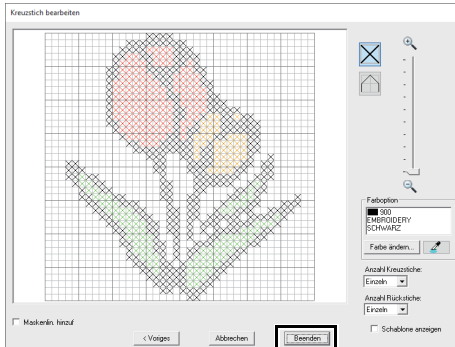 Kreuzstich bearbeiten
Farboption
900
EMBROIDERY
SCHWARZ
Farbe ändern...
Anzahl Kreuzstiche:
Einzeln
Anzahl Rückstiche:
Einzeln
Maskenlin. hinzuf
Schablone anzeigen
< Voriges
Abbrechen
Beenden